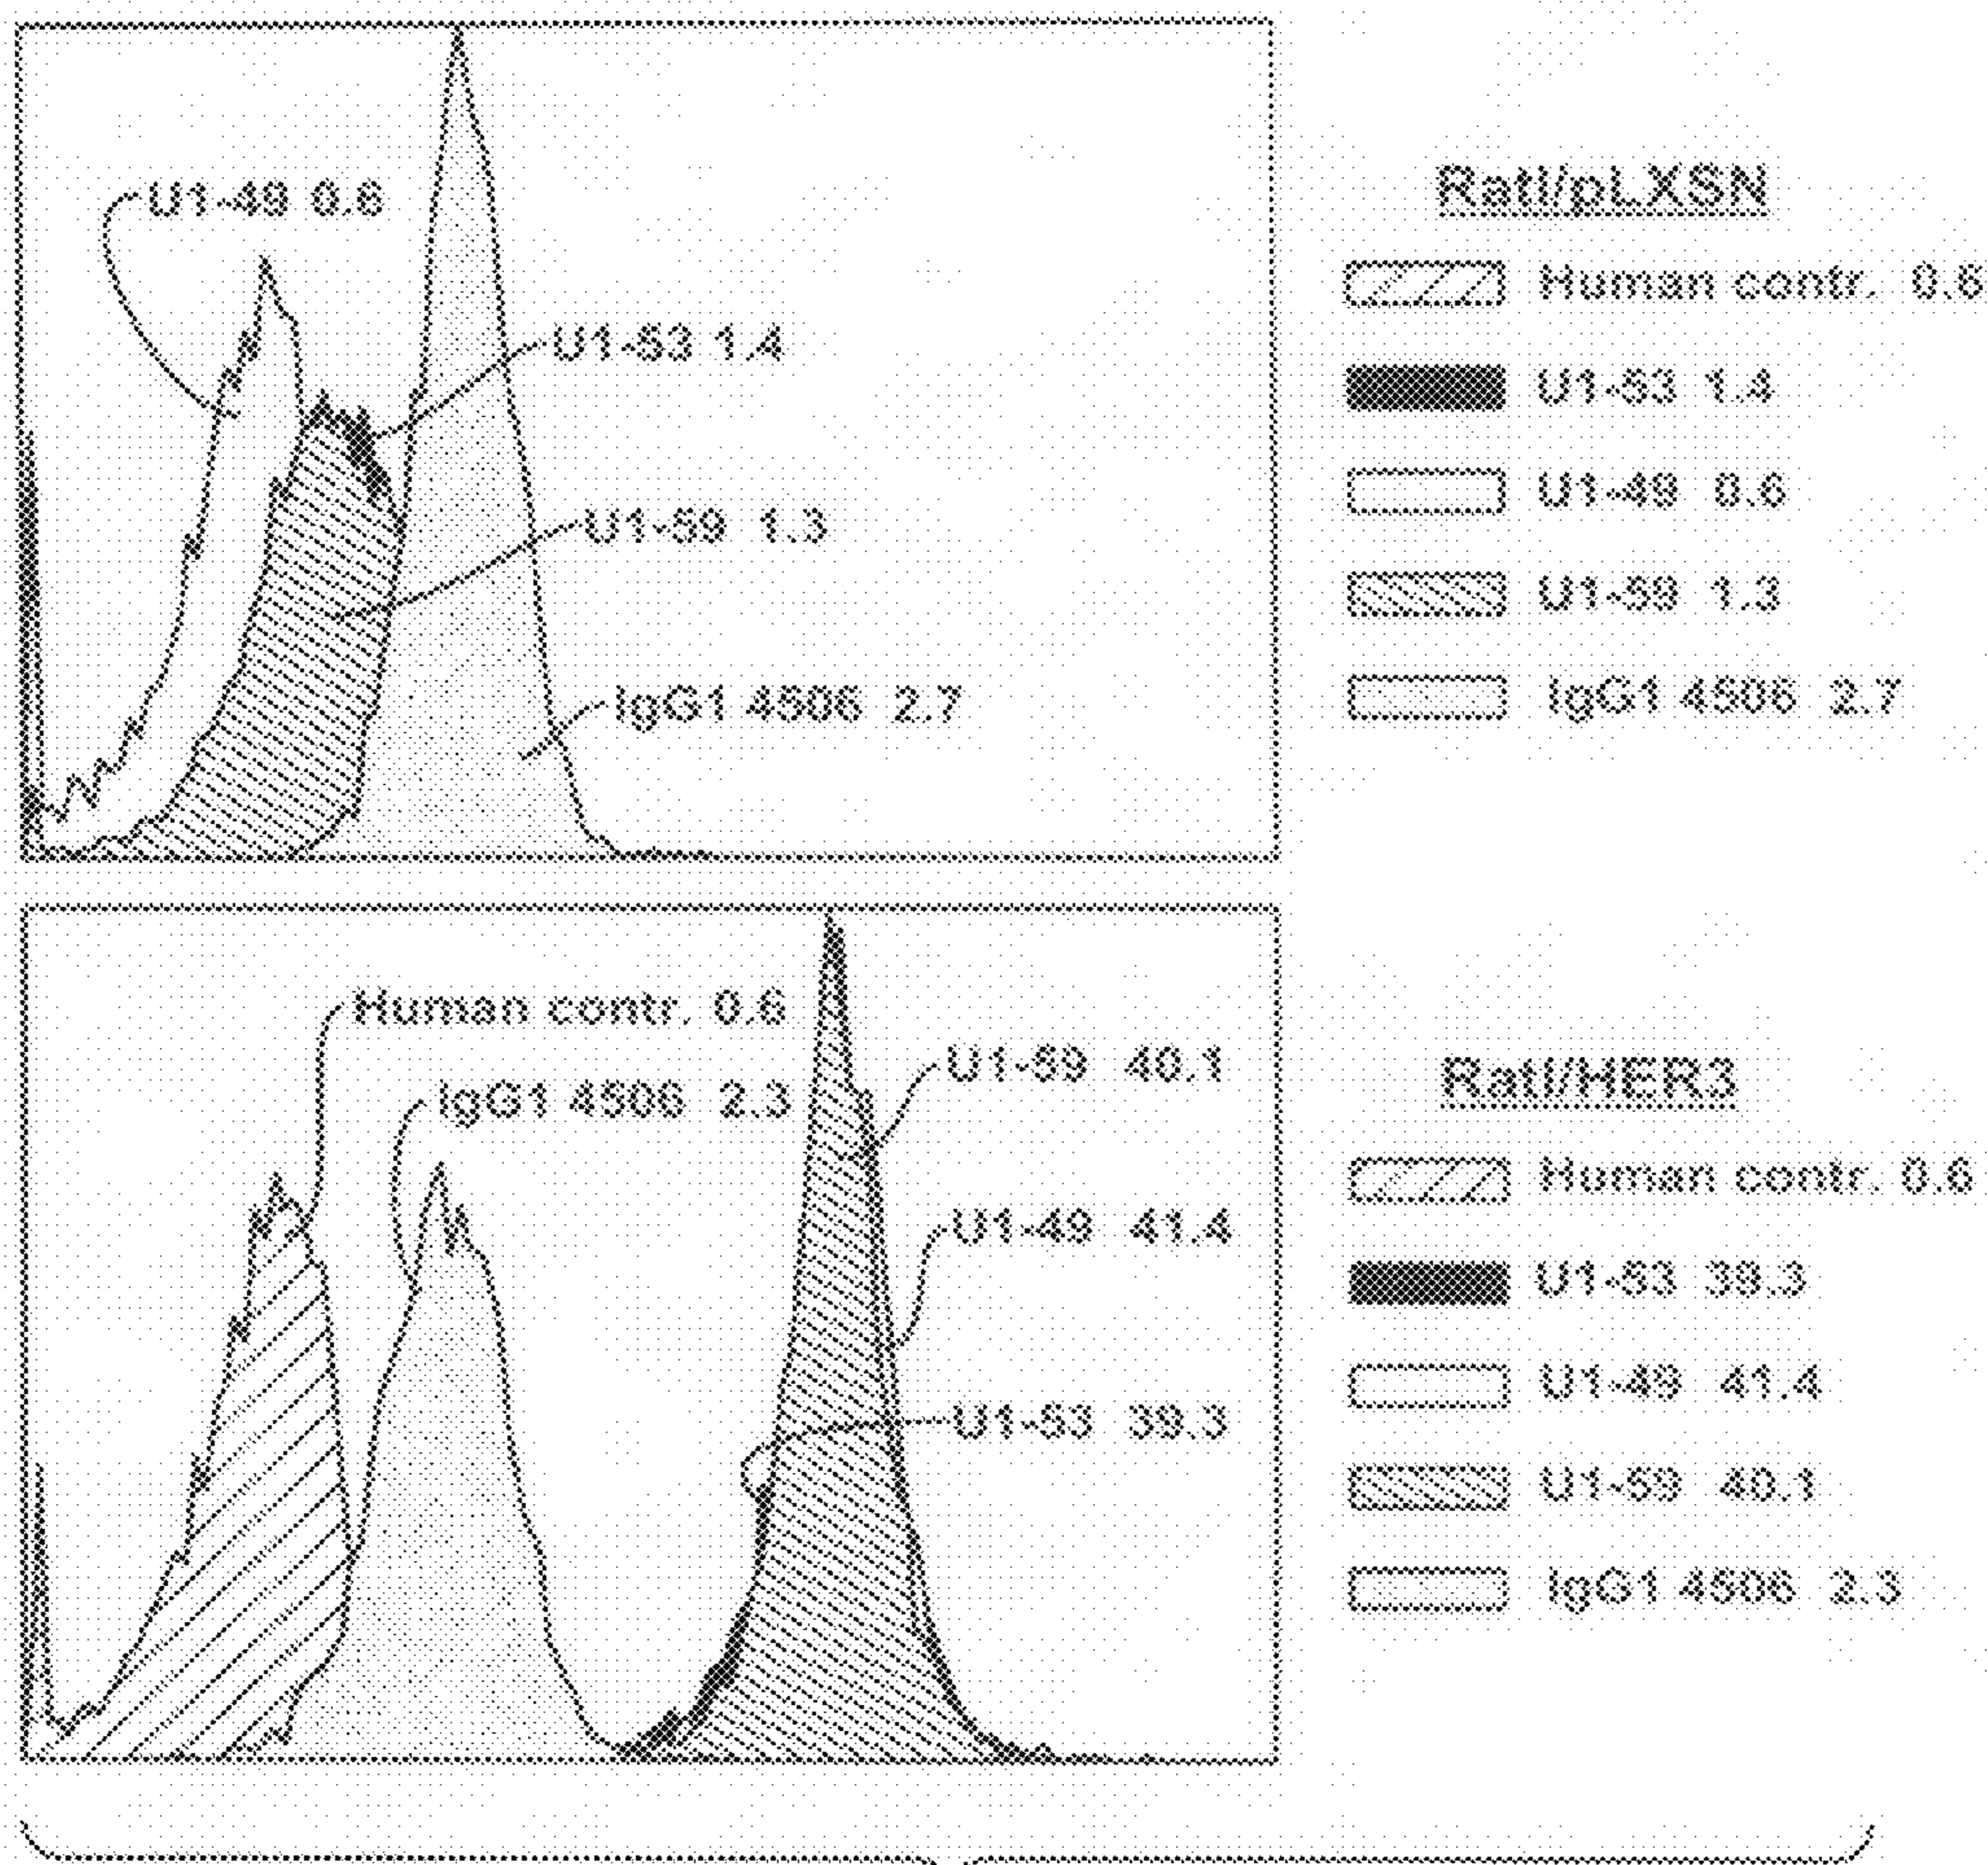 U1-49 0.6
U1-53 1.4
U1-59 1.3
IgG1 4506 2.7
RatI/pLXSN
Human contr. 0.6
U1-53 1.4
U1-49 0.6
U1-59 1.3
IgG1 4506 2.7
Human contr. 0.6
IgG1 4506 2.3
U1-59 40.1
U1-49 41.4
U1-53 39.3
RatI/HER3
Human contr. 0.6
U1-53 39.3
U1-49 41.4
U1-59 40.1
IgG1 4506 2.3